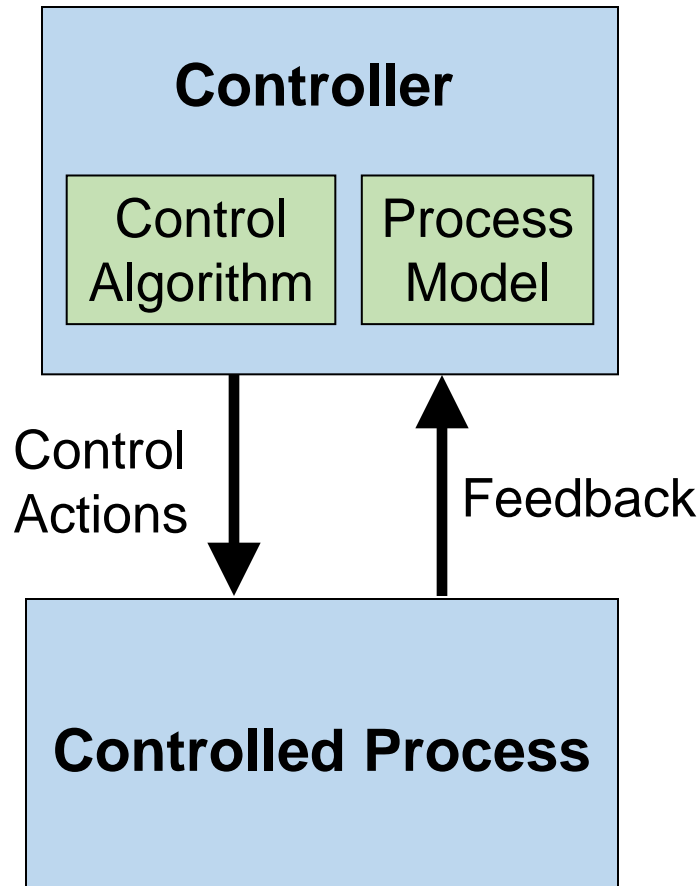 Controller
Control
Algorithm
Process
Model
Control
Actions
Feedback
Controlled Process